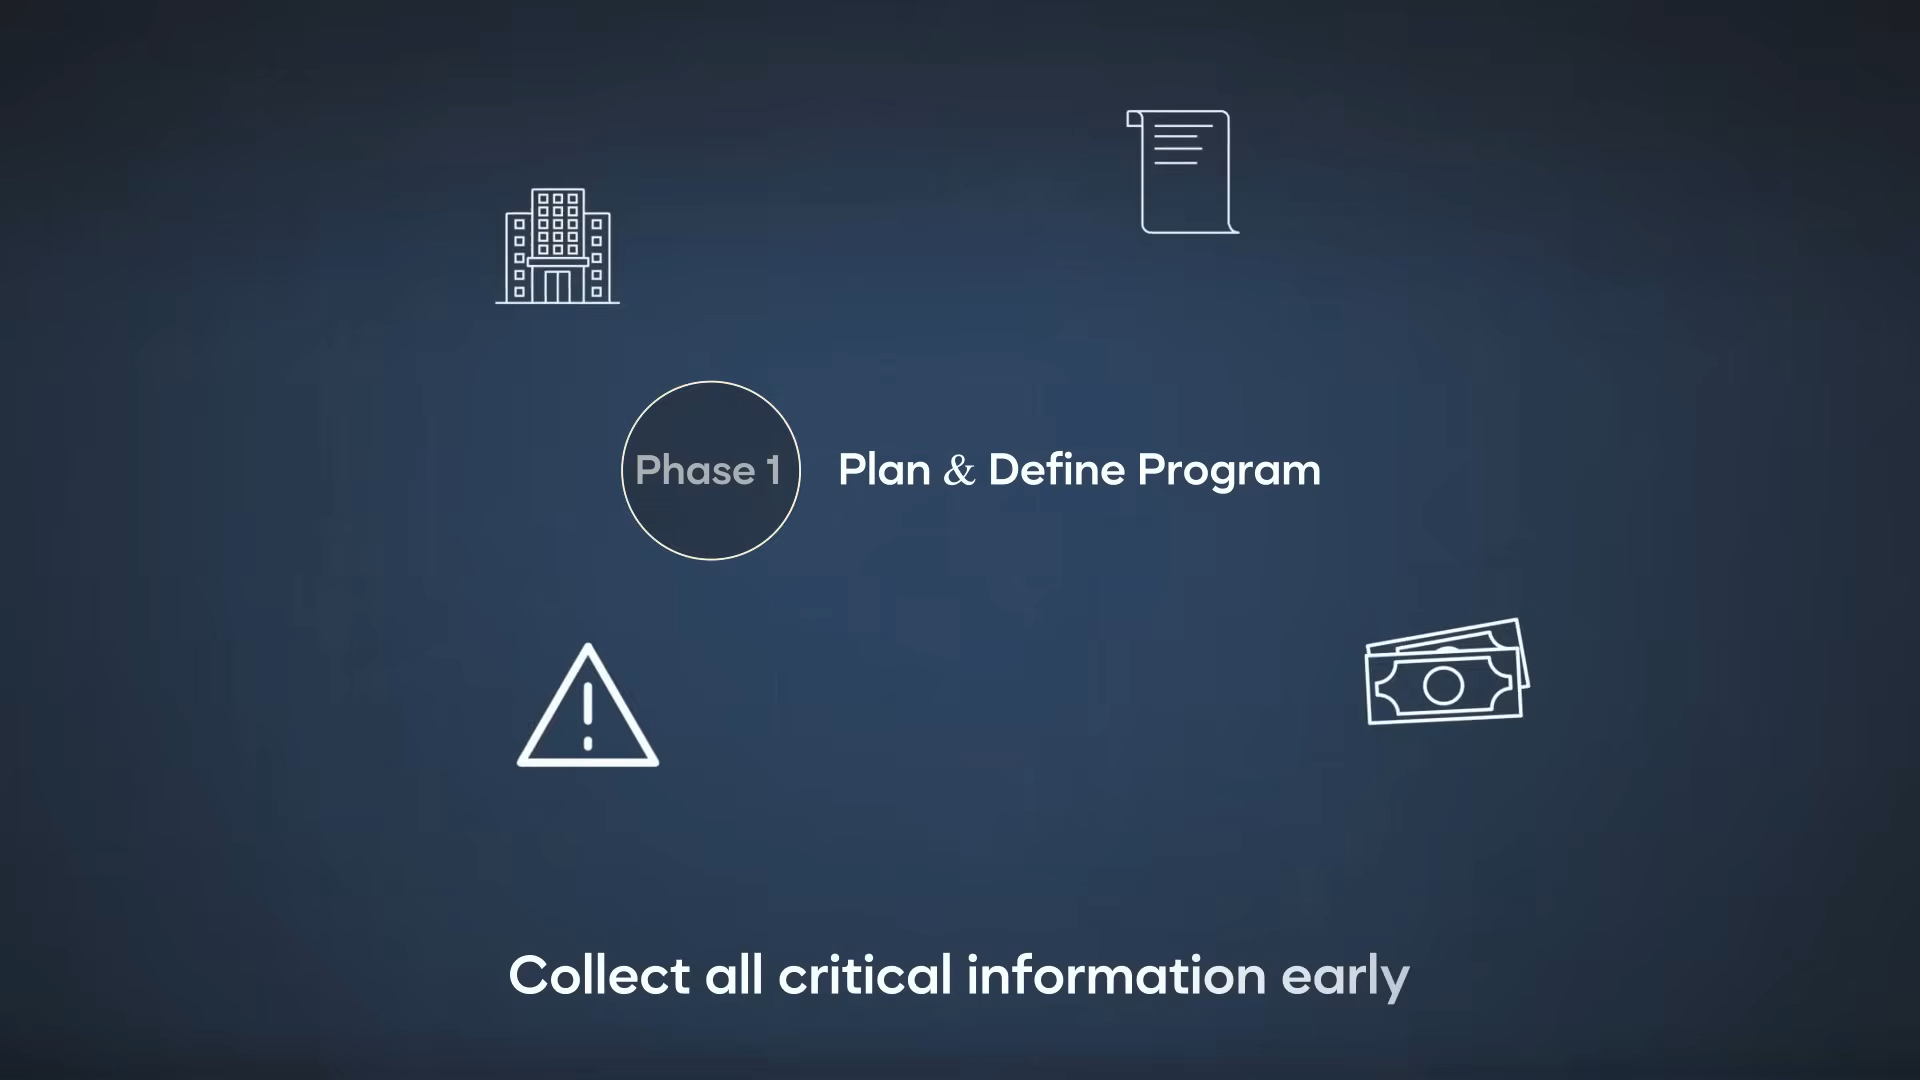 Phase 1
Plan & Define Program
Collect all critical information early